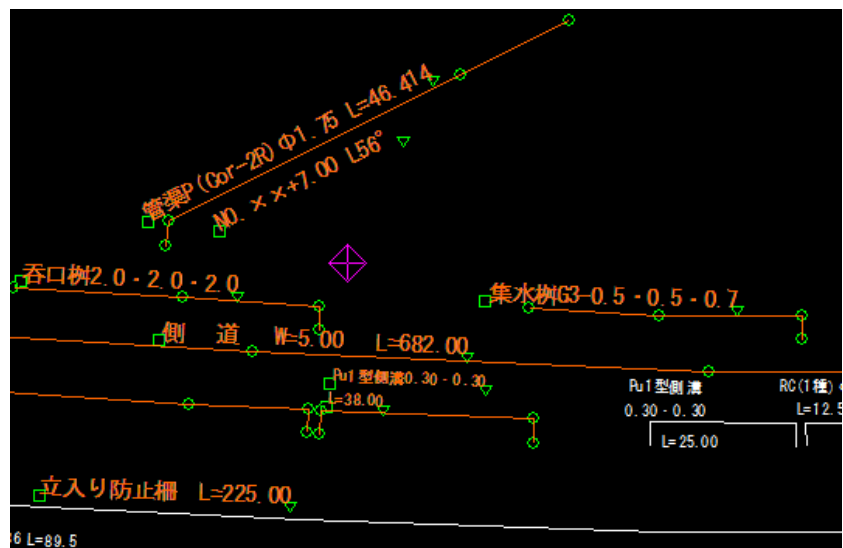 管渠P(Cor-2R) Φ1.75 L=46.414
NO. ××+7.00 L56°
呑口桝2.0-2.0-2.0
集水桝G3-0.5-0.5-0.7
側 道 W=5.00 L=682.00
Pu1型側溝0.30-0.30
L=38.00
Pu1型側溝
0.30-0.30
L=25.00
RC(1種)
L=12.5
立入り防止柵 L=225.00
L=89.5